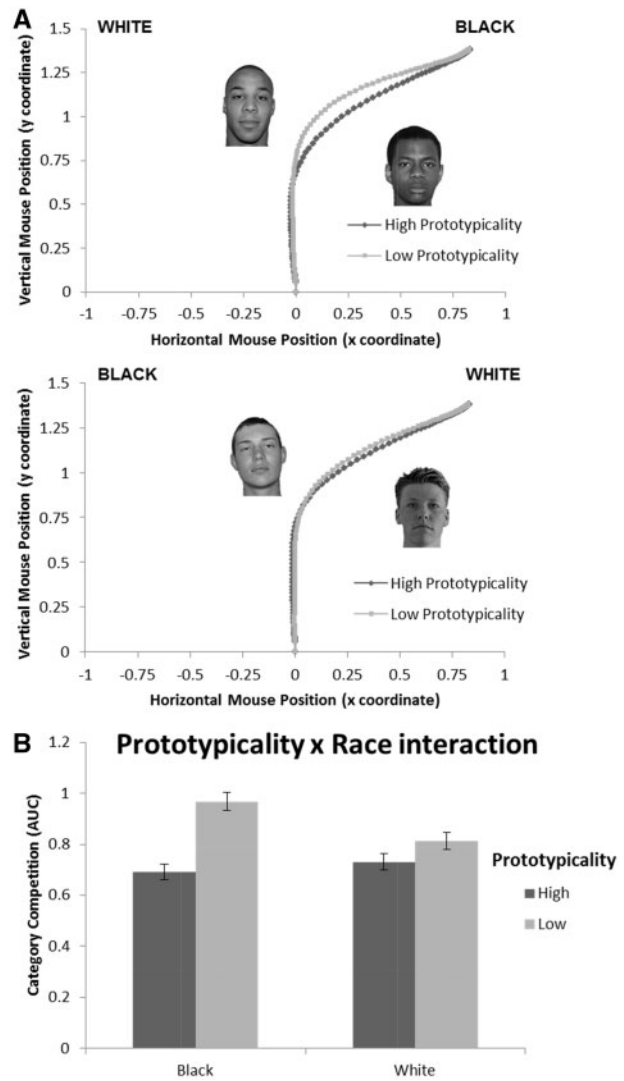 A
WHITE
BLACK
1.5
1.25
1
0.75
0.5
0.25
0
Vertical Mouse Position (y coordinate)
High Prototypicality
Low Prototypicality
-1 -0.75 -0.5 -0.25 0 0.25 0.5 0.75 1
Horizontal Mouse Position (x coordinate)
BLACK
WHITE
1.5
1.25
1
0.75
0.5
0.25
0
Vertical Mouse Position (y coordinate)
High Prototypicality
Low Prototypicality
-1 -0.75 -0.5 -0.25 0 0.25 0.5 0.75 1
Horizontal Mouse Position (x coordinate)
B
Prototypicality x Race interaction
1.2
1
0.8
0.6
0.4
0.2
0
Category Competition (AUC)
Prototypicality
High
Low
Black White